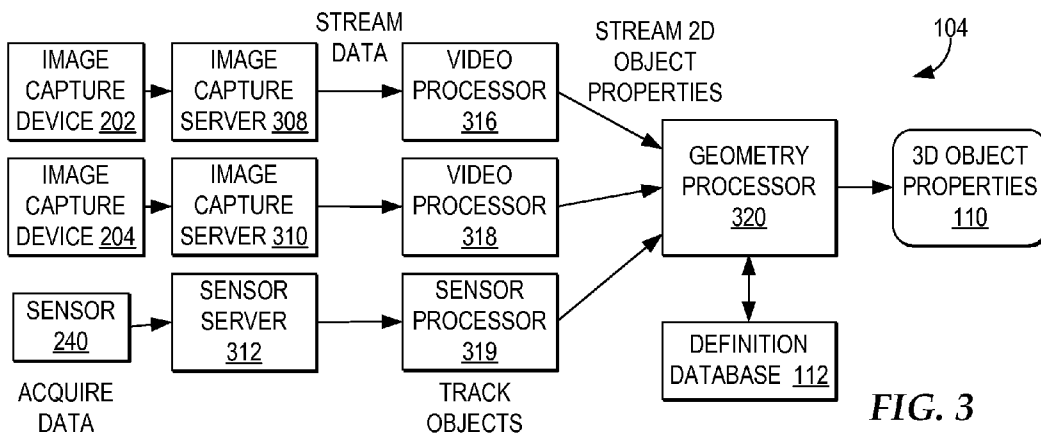 STREAM
DATA
STREAM 2D
OBJECT
PROPERTIES
104
IMAGE
CAPTURE
DEVICE 202
IMAGE
CAPTURE
SERVER 308
VIDEO
PROCESSOR
316
IMAGE
CAPTURE
DEVICE 204
IMAGE
CAPTURE
SERVER 310
VIDEO
PROCESSOR
318
GEOMETRY
PROCESSOR
320
3D OBJECT
PROPERTIES
110
SENSOR
240
SENSOR
SERVER
312
SENSOR
PROCESSOR
319
DEFINITION
DATABASE 112
ACQUIRE
DATA
TRACK
OBJECTS
FIG. 3